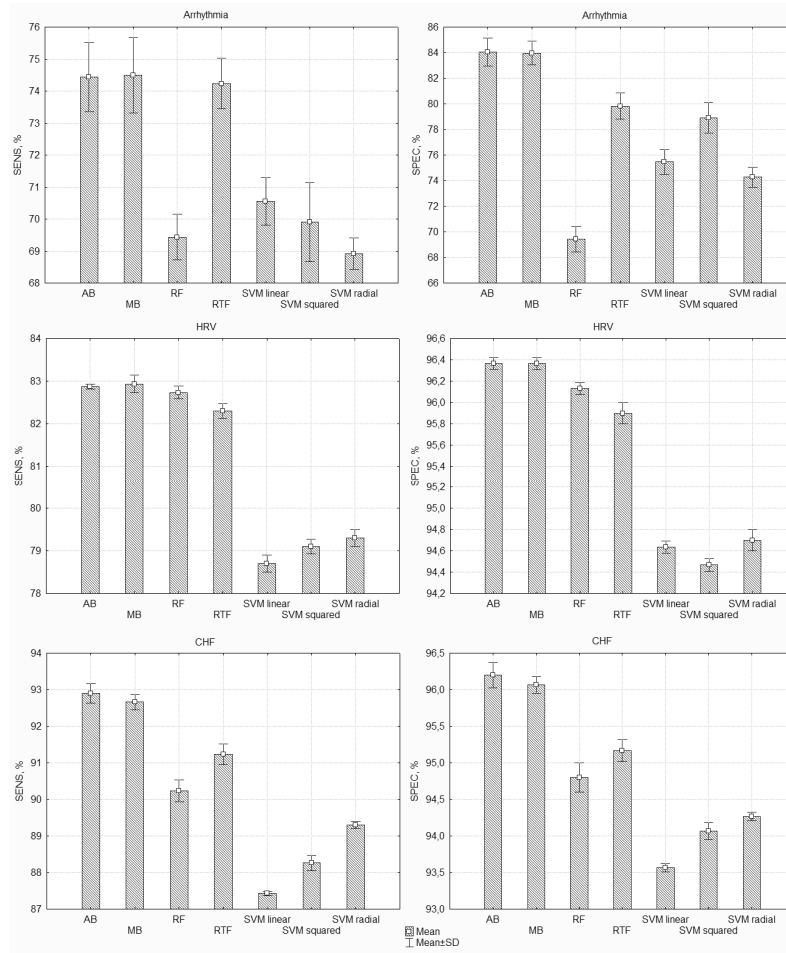 Arrhythmia
76
75
74
73
72
71
70
69
68
SENS, %
AB
MB
RF
RTF
SVM linear
SVM squared
SVM radial
Arrhythmia
86
84
82
80
78
76
74
72
70
68
66
SPEC, %
AB
MB
RF
RTF
SVM linear
SVM squared
SVM radial
HRV
84
83
82
81
80
79
78
SENS, %
AB
MB
RF
RTF
SVM linear
SVM squared
SVM radial
HRV
96,6
96,4
96,2
96,0
95,8
95,6
95,4
95,2
95,0
94,8
94,6
94,4
94,2
SPEC, %
AB
MB
RF
RTF
SVM linear
SVM squared
SVM radial
CHF
94
93
92
91
90
89
88
87
SENS, %
AB
MB
RF
RTF
SVM linear
SVM squared
SVM radial
CHF
96,5
96,0
95,5
95,0
94,5
94,0
93,5
93,0
SPEC, %
AB
MB
RF
RTF
SVM linear
SVM squared
SVM radial
Mean
Mean±SD